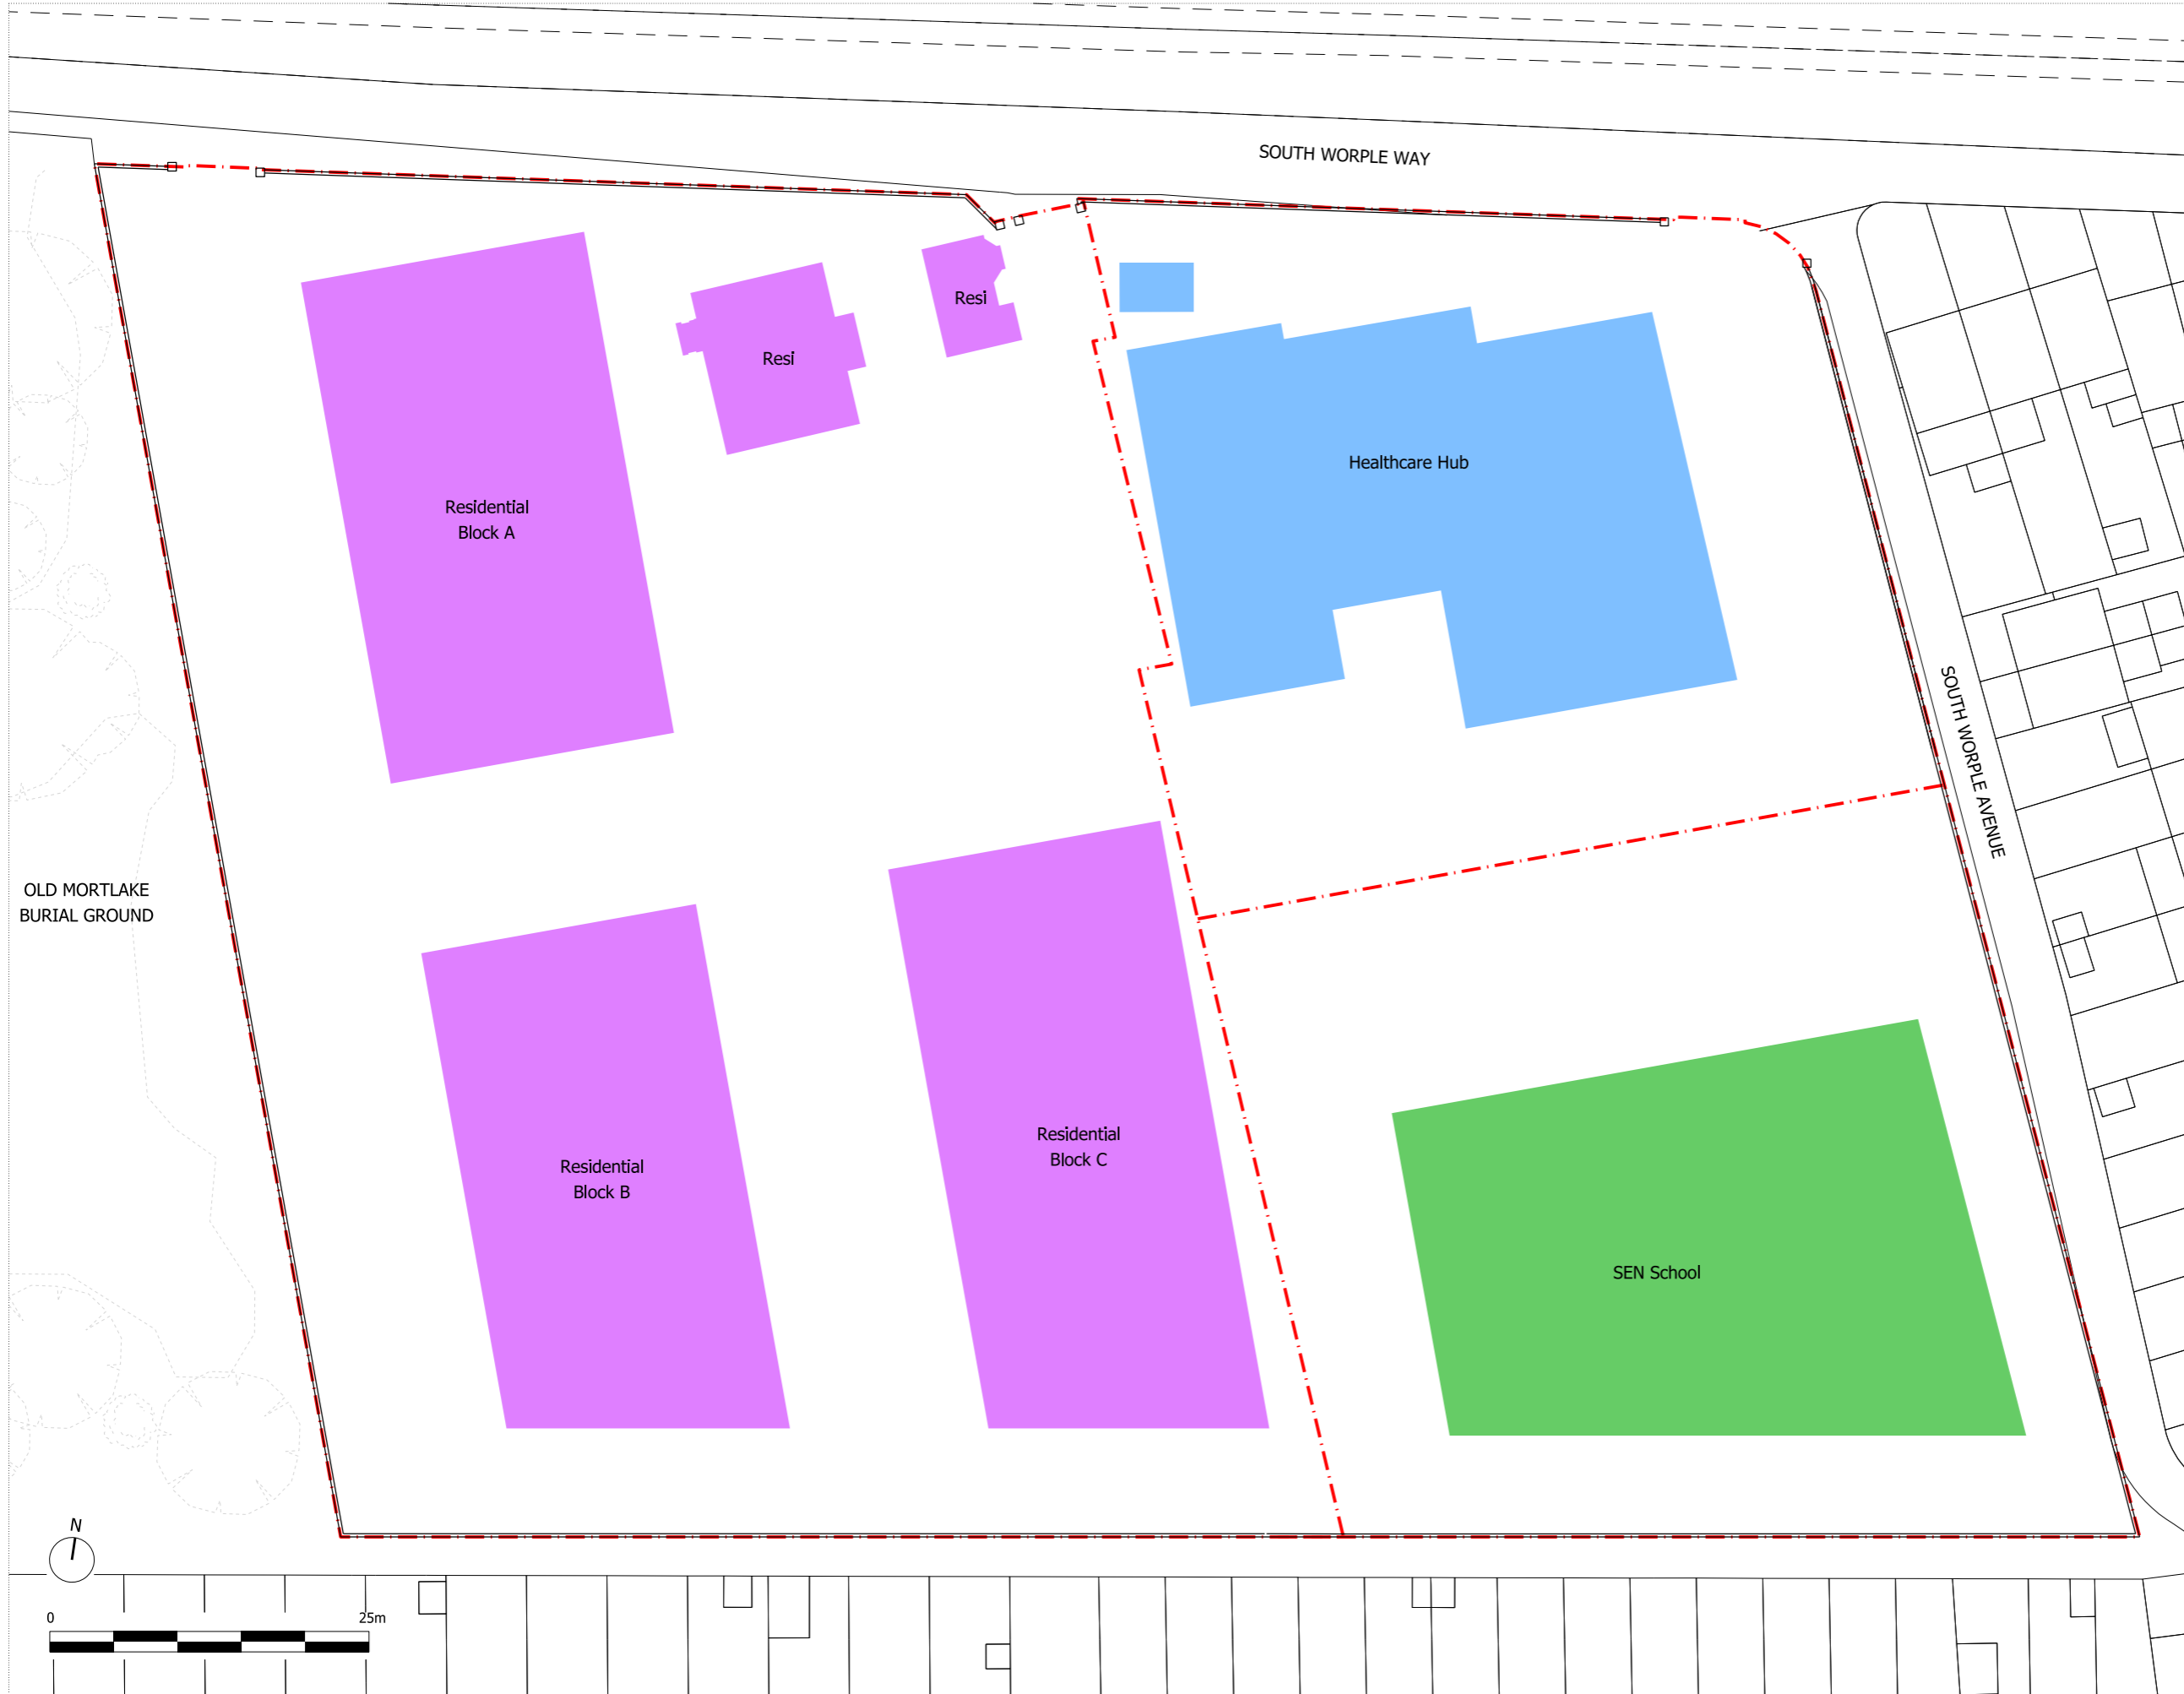 SOUTH WORPLE WAY
Resi
Resi
Healthcare Hub
Residential
Block A
SOUTH WORPLE AVENUE
OLD MORTLAKE
BURIAL GROUND
Residential
Block C
Residential
Block B
SEN School
N
0 25m